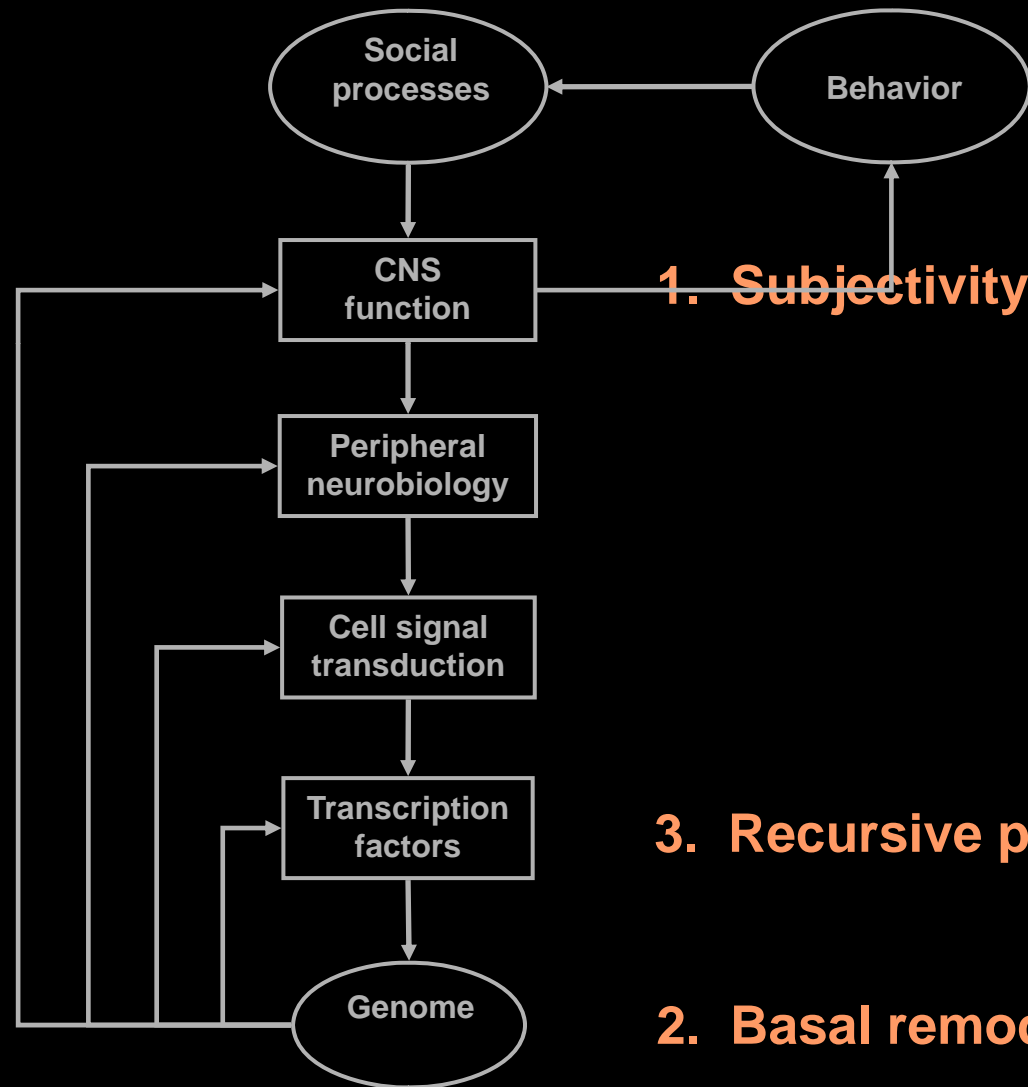 Social
processes
Behavior
CNS
function
1. Subjectivity
Peripheral
neurobiology
Cell signal
transduction
Transcription
factors
3. Recursive p
Genome
2. Basal remod